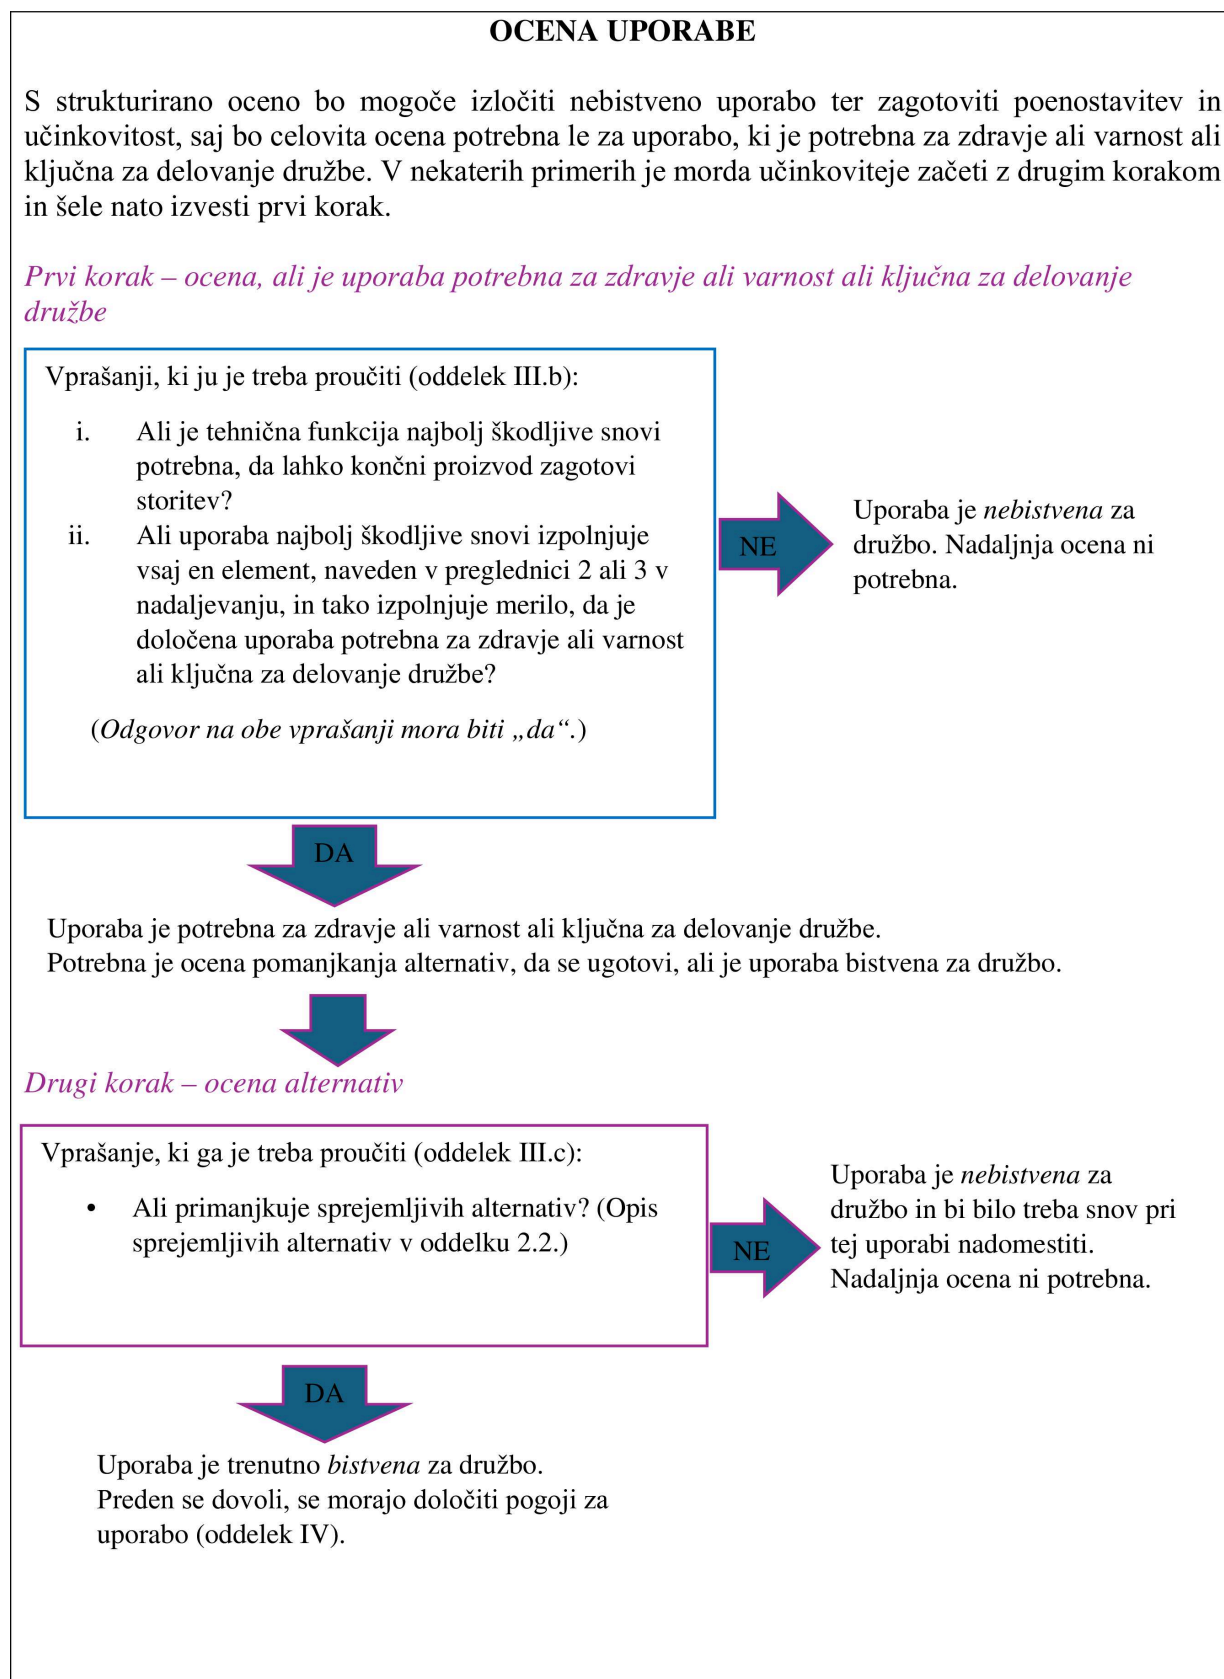 OCENA UPORABE
S strukturirano oceno bo mogoče izločiti nebistveno uporabo ter zagotoviti poenostavitev in
učinkovitost, saj bo celovita ocena potrebna le za uporabo, ki je potrebna za zdravje ali varnost ali
ključna za delovanje družbe. V nekaterih primerih je morda učinkoviteje začeti z drugim korakom
in šele nato izvesti prvi korak.
Prvi korak – ocena, ali je uporaba potrebna za zdravje ali varnost ali ključna za delovanje
družbe
Vprašanji, ki ju je treba proučiti (oddelek III.b):
i. Ali je tehnična funkcija najbolj škodljive snovi
potrebna, da lahko končni proizvod zagotovi
storitev?
ii. Ali uporaba najbolj škodljive snovi izpolnjuje
vsaj en element, naveden v preglednici 2 ali 3 v
nadaljevanju, in tako izpolnjuje merilo, da je
določena uporaba potrebna za zdravje ali varnost
ali ključna za delovanje družbe?
(Odgovor na obe vprašanji mora biti „da“.)
NE
Uporaba je nebistvena za
družbo. Nadaljnja ocena ni
potrebna.
DA
Uporaba je potrebna za zdravje ali varnost ali ključna za delovanje družbe.
Potrebna je ocena pomanjkanja alternativ, da se ugotovi, ali je uporaba bistvena za družbo.
Drugi korak – ocena alternativ
Vprašanje, ki ga je treba proučiti (oddelek III.c):
• Ali primanjkuje sprejemljivih alternativ? (Opis
sprejemljivih alternativ v oddelku 2.2.)
NE
Uporaba je nebistvena za
družbo in bi bilo treba snov pri
tej uporabi nadomestiti.
Nadaljnja ocena ni potrebna.
DA
Uporaba je trenutno bistvena za družbo.
Preden se dovoli, se morajo določiti pogoji za
uporabo (oddelek IV).